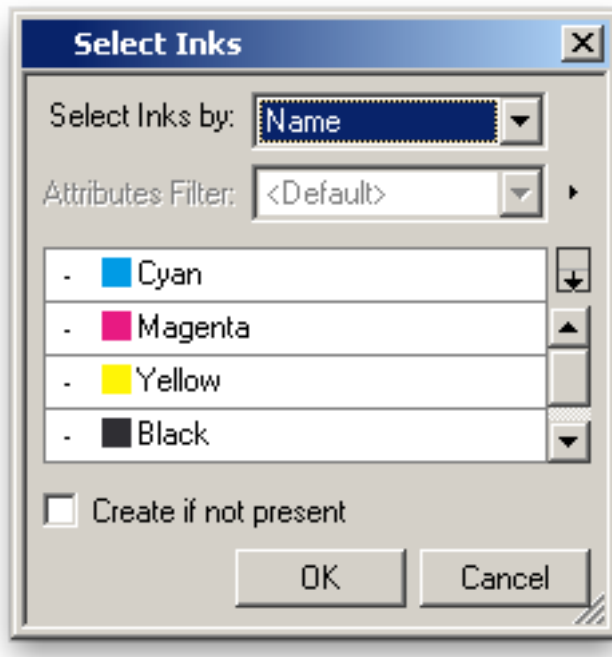 Select Inks
Select Inks by: Name
Attributes Filter: <Default>
- Cyan
- Magenta
- Yellow
- Black
Create if not present
OK Cancel